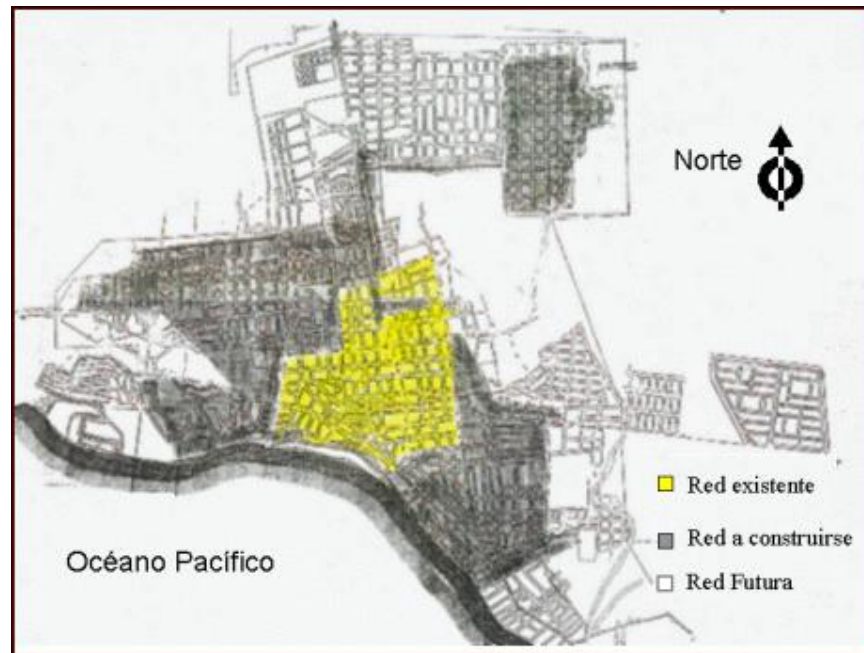 Norte
Red existente
Red a construirse
Red Futura
Océano Pacífico